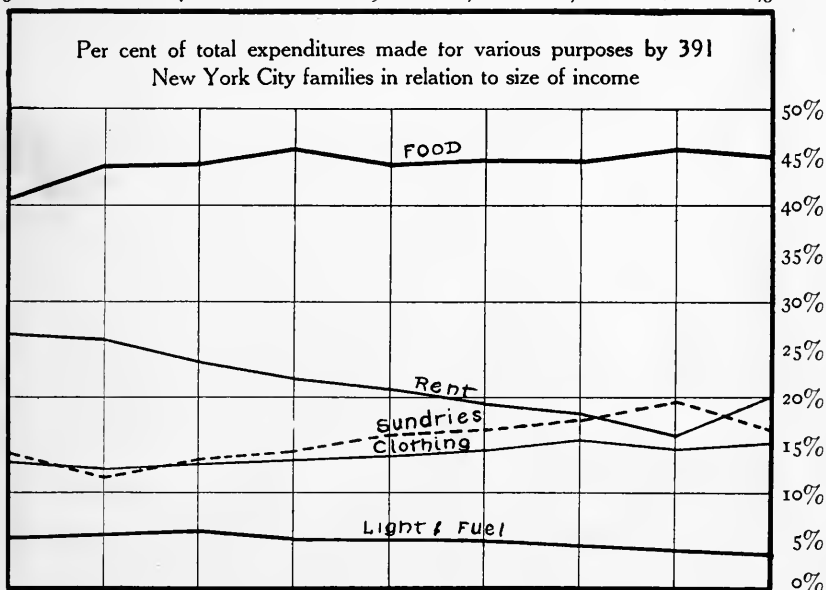 Per cent of total expenditures made for various purposes by 391
New York City families in relation to size of income
50%
FOOD
45%
40%
35%
30%
25%
Rent
20%
Sundries
Clothing
15%
10%
Light & Fuel
5%
0%